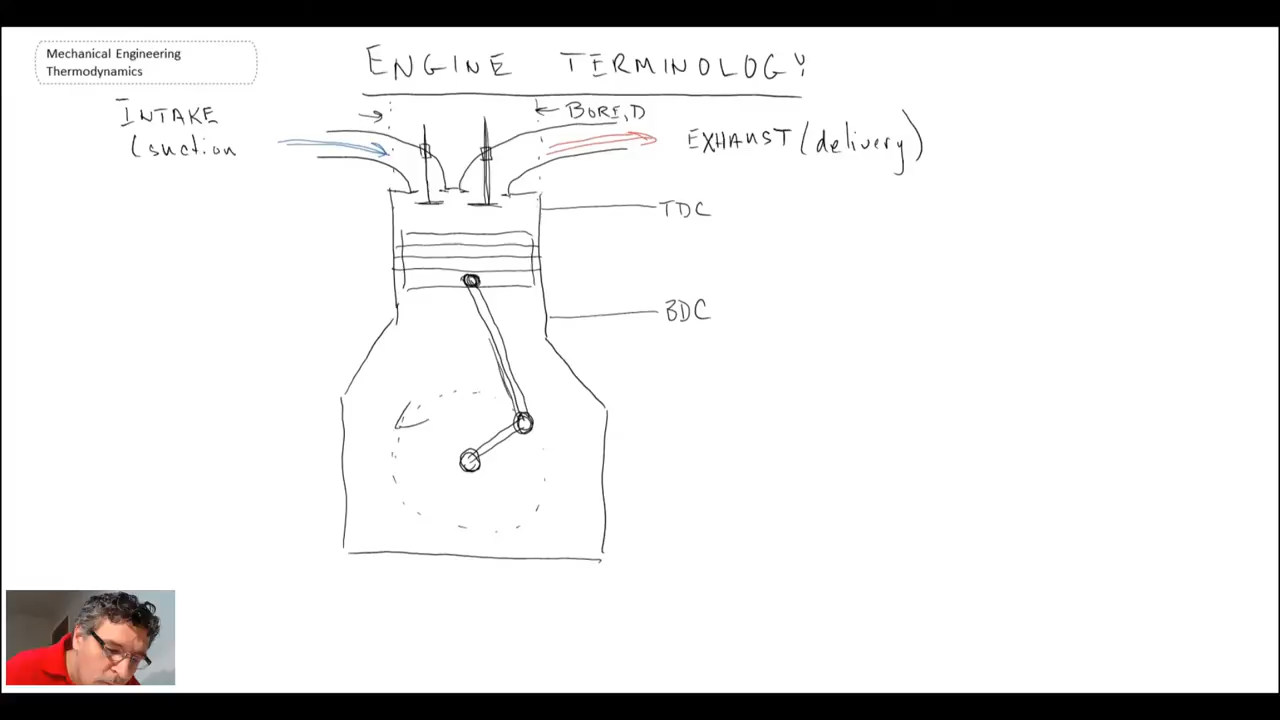 Mechanical Engineering
Thermodynamics
ENGINE TERMINOLOGY
INTAKE
(suction
BORE, D
EXHAUST (delivery)
TDC
BDC